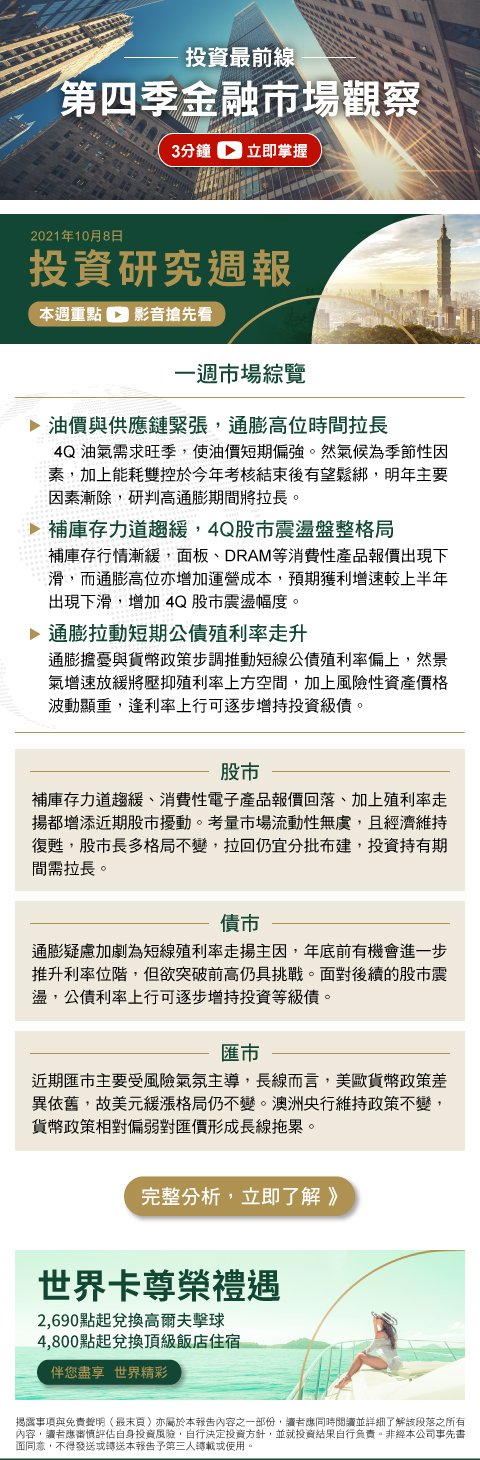 投資最前線
第四季金融市場觀察
3分鐘 立即掌握
2021年10月8日
投資研究週報
本週重點 影音搶先看
一週市場綜覽
油價與供應鏈緊張，通膨高位時間拉長
4Q 油氣需求旺季，使油價短期偏強。然氣候為季節性因
素，加上能耗雙控於今年考核結束後有望鬆綁，明年主要
因素漸除，研判高通膨期間將拉長。
補庫存力道趨緩，4Q股市震盪盤整格局
補庫存行情漸緩，面板、DRAM等消費性產品報價出現下
滑，而通膨高位亦增加運營成本，預期獲利增速較上半年
出現下滑，增加 4Q 股市震盪幅度。
通膨拉動短期公債殖利率走升
通膨擔憂與貨幣政策步調推動短線公債殖利率偏上，然景
氣增速放緩將壓抑殖利率上方空間，加上風險性資產價格
波動顯重，逢利率上行可逐步增持投資級債。
股市
補庫存力道趨緩、消費性電子產品報價回落、加上殖利率走
揚都增添近期股市擾動。考量市場流動性無虞，且經濟維持
復甦，股市長多格局不變，拉回仍宜分批布建，投資持有期
間需拉長。
債市
通膨疑慮加劇為短線殖利率走揚主因，年底前有機會進一步
推升利率位階，但欲突破前高仍具挑戰。面對後續的股市震
盪，公債利率上行可逐步增持投資等級債。
匯市
近期匯市主要受風險氣氛主導，長線而言，美歐貨幣政策差
異依舊，故美元緩漲格局仍不變。澳洲央行維持政策不變，
貨幣政策相對偏弱對匯價形成長線拖累。
完整分析，立即了解 》
世界卡尊榮禮遇
2,690點起兌換高爾夫擊球
4,800點起兌換頂級飯店住宿
伴您盡享 世界精彩
揭露事項與免責聲明（最末頁）亦屬於本報告內容之一部份，讀者應同時閱讀並詳細了解該段落之所有
內容，讀者應審慎評估自身投資風險，自行決定投資方針，並就投資結果自行負責。非經本公司事先書
面同意，不得發送或轉送本報告予第三人轉載或使用。